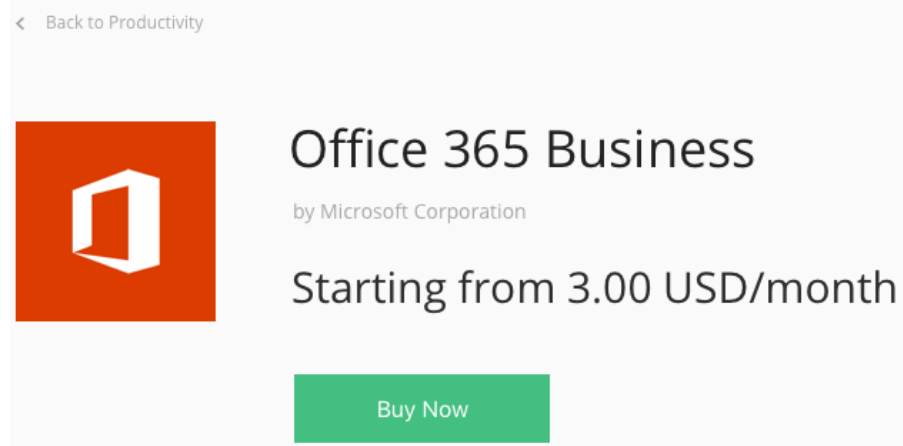 Back to Productivity
Office 365 Business
by Microsoft Corporation
Starting from 3.00 USD/month
Buy Now